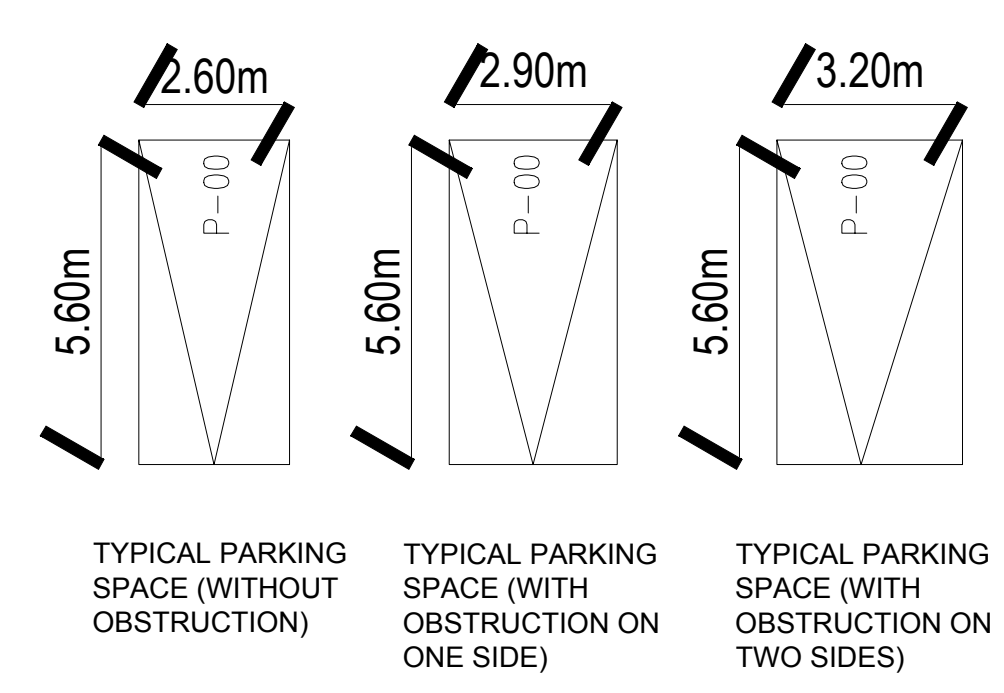 2.60m
P-00
5.60m
TYPICAL PARKING
SPACE (WITHOUT
OBSTRUCTION)
2.90m
P-00
5.60m
TYPICAL PARKING
SPACE (WITH
OBSTRUCTION ON
ONE SIDE)
3.20m
P-00
5.60m
TYPICAL PARKING
SPACE (WITH
OBSTRUCTION ON
TWO SIDES)